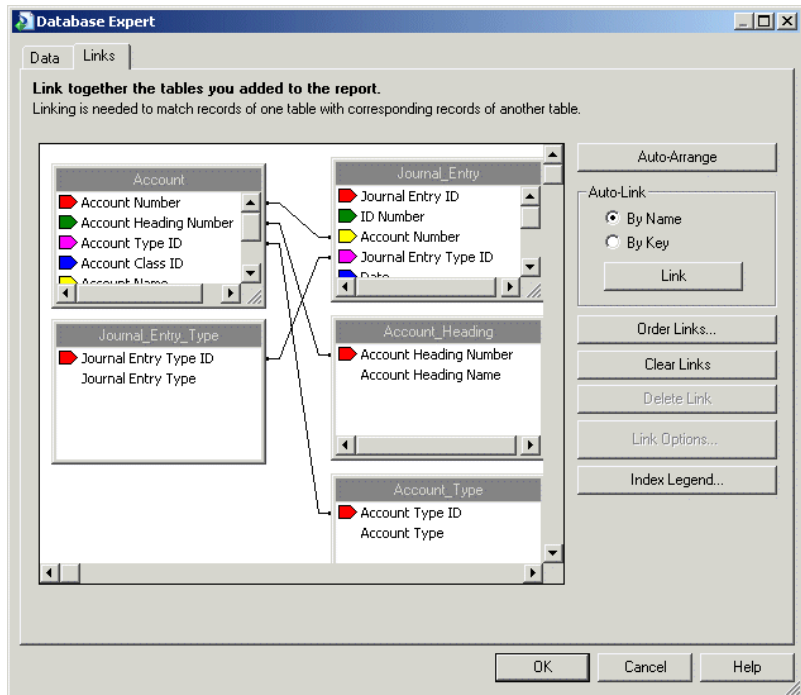 Database Expert
Data
Links
Link together the tables you added to the report.
Linking is needed to match records of one table with corresponding records of another table.
Account
Account Number
Account Heading Number
Account Type ID
Account Class ID
Account Name
Journal_Entry
Journal Entry ID
ID Number
Account Number
Journal Entry Type ID
Date
Journal_Entry_Type
Journal Entry Type ID
Journal Entry Type
Account_Heading
Account Heading Number
Account Heading Name
Account_Type
Account Type ID
Account Type
Auto-Arrange
Auto-Link
By Name
By Key
Link
Order Links...
Clear Links
Delete Link
Link Options...
Index Legend...
OK
Cancel
Help